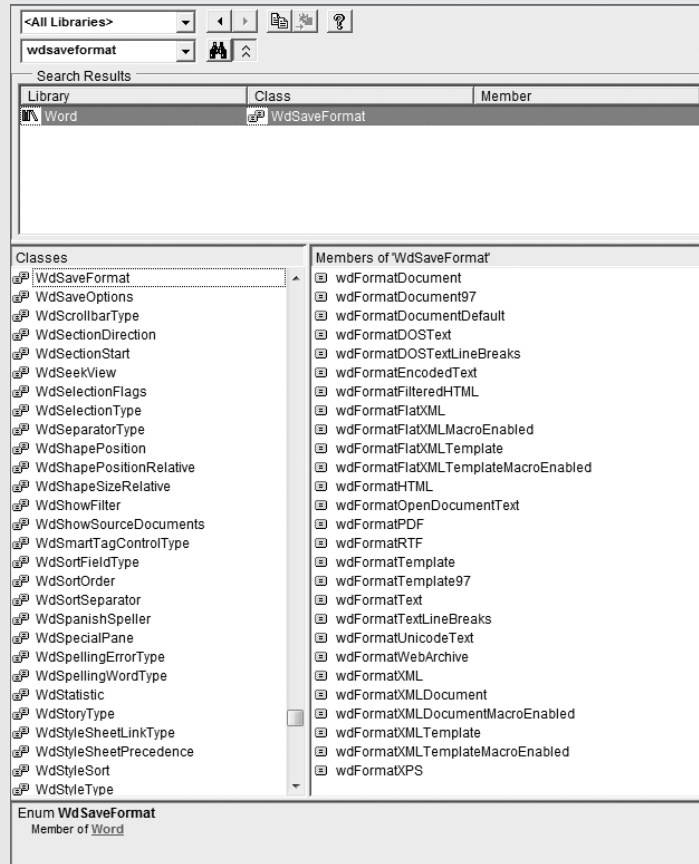 <All Libraries>
wdsaveformat
Search Results
Library Class Member
Word WdSaveFormat
Classes
WdSaveFormat
WdSaveOptions
WdScrollbarType
WdSectionDirection
WdSectionStart
WdSeekView
WdSelectionFlags
WdSelectionType
WdSeparatorType
WdShapePosition
WdShapePositionRelative
WdShapeSizeRelative
WdShowFilter
WdShowSourceDocuments
WdSmartTagControlType
WdSortFieldType
WdSortOrder
WdSortSeparator
WdSpanishSpeller
WdSpecialPane
WdSpellingErrorType
WdSpellingWordType
WdStatistic
WdStoryType
WdStyleSheetLinkType
WdStyleSheetPrecedence
WdStyleSort
WdStyleType
Members of 'WdSaveFormat'
wdFormatDocument
wdFormatDocument97
wdFormatDocumentDefault
wdFormatDOSText
wdFormatDOSTextLineBreaks
wdFormatEncodedText
wdFormatFilteredHTML
wdFormatFlatXML
wdFormatFlatXMLMacroEnabled
wdFormatFlatXMLTemplate
wdFormatFlatXMLTemplateMacroEnabled
wdFormatHTML
wdFormatOpenDocumentText
wdFormatPDF
wdFormatRTF
wdFormatTemplate
wdFormatTemplate97
wdFormatText
wdFormatTextLineBreaks
wdFormatUnicodeText
wdFormatWebArchive
wdFormatXML
wdFormatXMLDocument
wdFormatXMLDocumentMacroEnabled
wdFormatXMLTemplate
wdFormatXMLTemplateMacroEnabled
wdFormatXPS
Enum WdSaveFormat
Member of Word